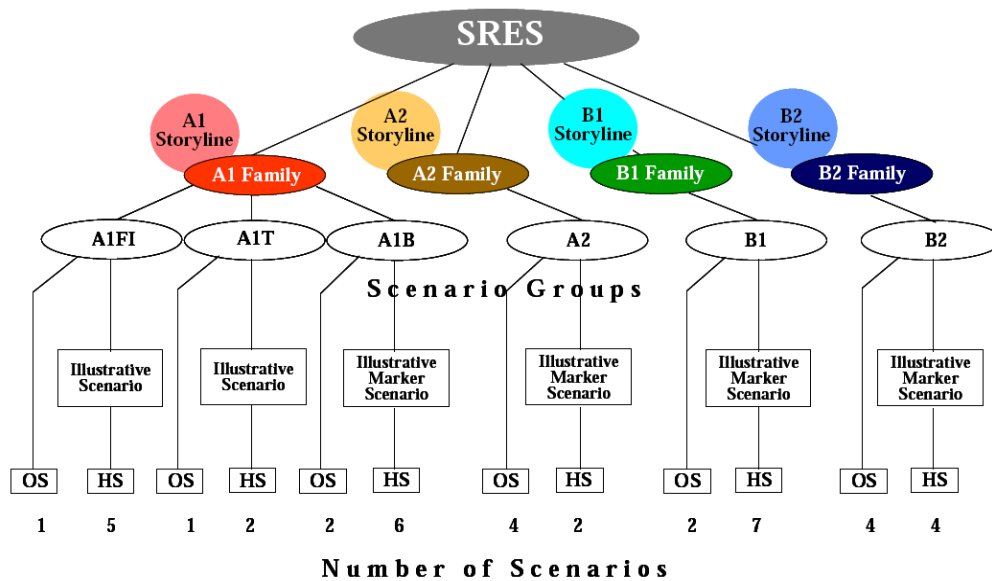 SRES
A1
Storyline
A2
Storyline
B1
Storyline
B2
Storyline
A1 Family
A2 Family
B1 Family
B2 Family
A1FI
A1T
A1B
A2
B1
B2
Scenario Groups
Illustrative
Scenario
Illustrative
Scenario
Illustrative
Marker
Scenario
Illustrative
Marker
Scenario
Illustrative
Marker
Scenario
Illustrative
Marker
Scenario
OS
HS
OS
HS
OS
HS
OS
HS
OS
HS
OS
HS
1
5
1
2
2
6
4
2
2
7
4
4
Number of Scenarios